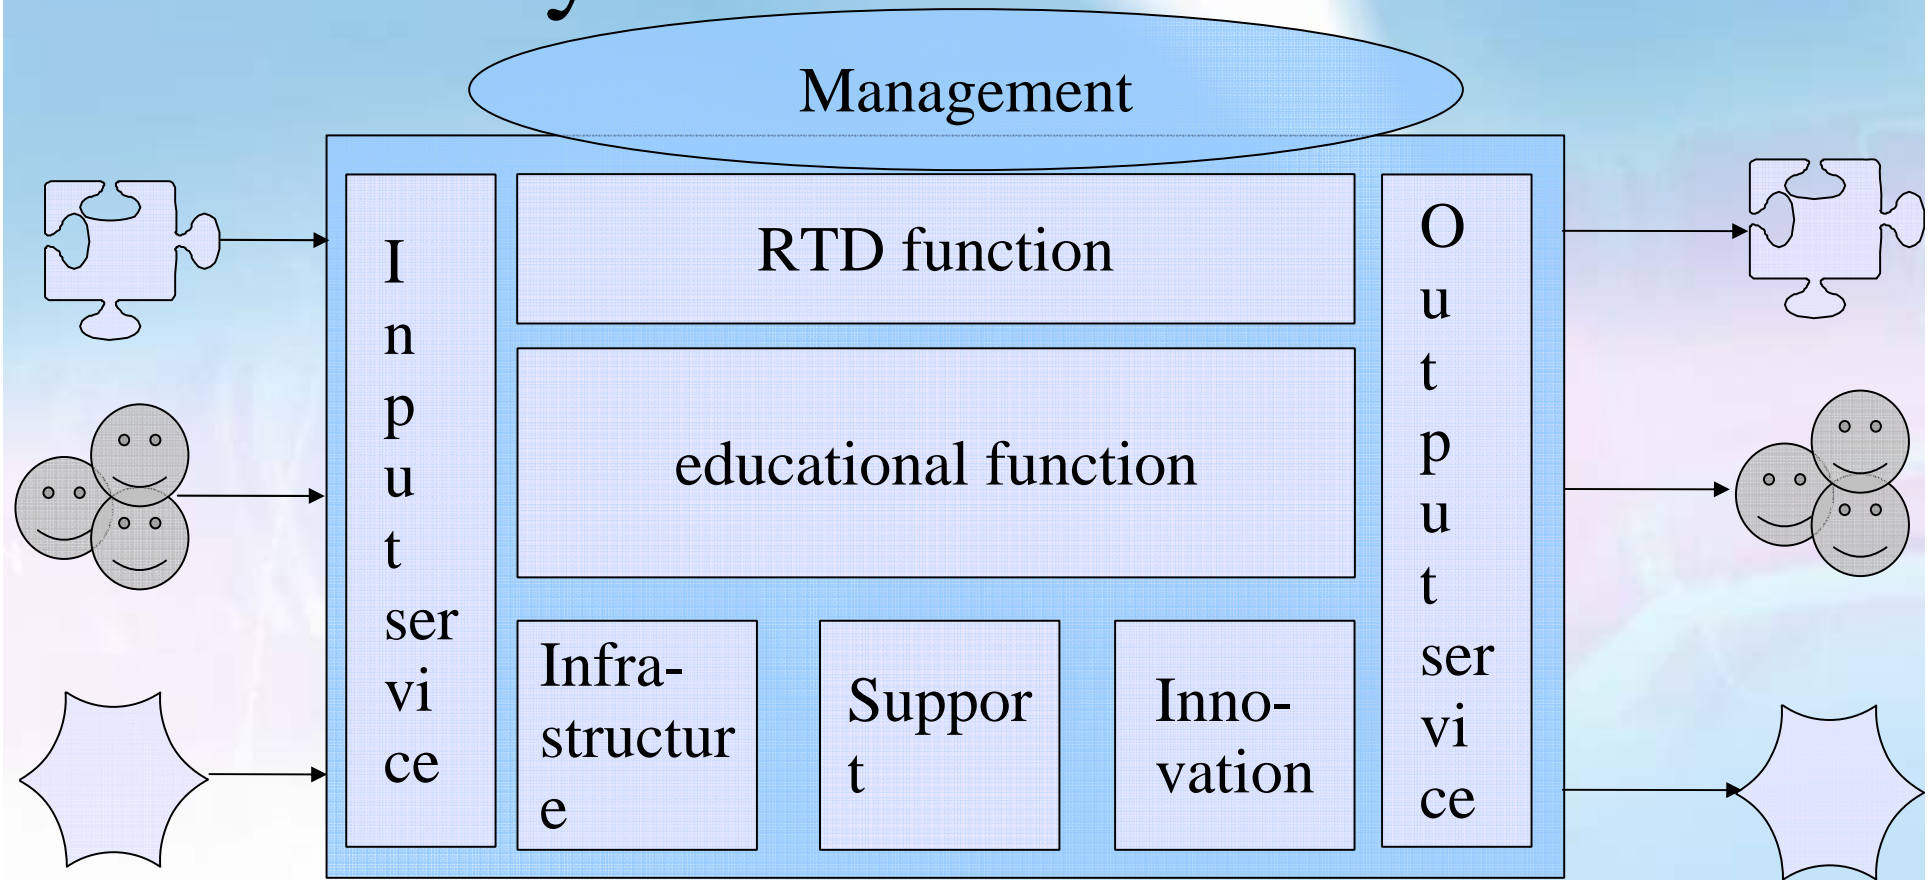 y
Management
I
n
p
u
t
ser
vi
ce
RTD function
educational function
Infra-
structur
e
Suppor
t
Inno-
vation
O
u
t
p
u
t
ser
vi
ce